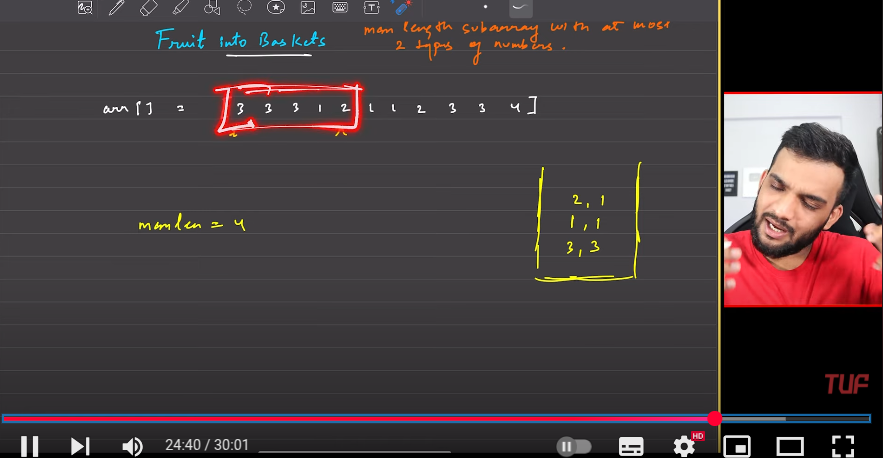 max length subarray with at most
Fruit into Baskets 2 types of numbers.
arr[] = [3 3 3 1 2 1 1 2 3 3 4]
l r
2, 1
1, 1
maxlen = 4
3, 3
TUF
HD
24:40 / 30:01